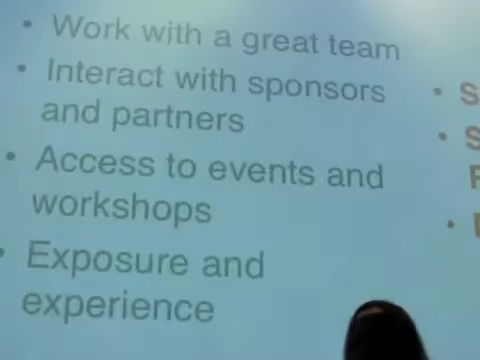 • Work with a great team
• Interact with sponsors
and partners
• Access to events and
workshops
• Exposure and
experience